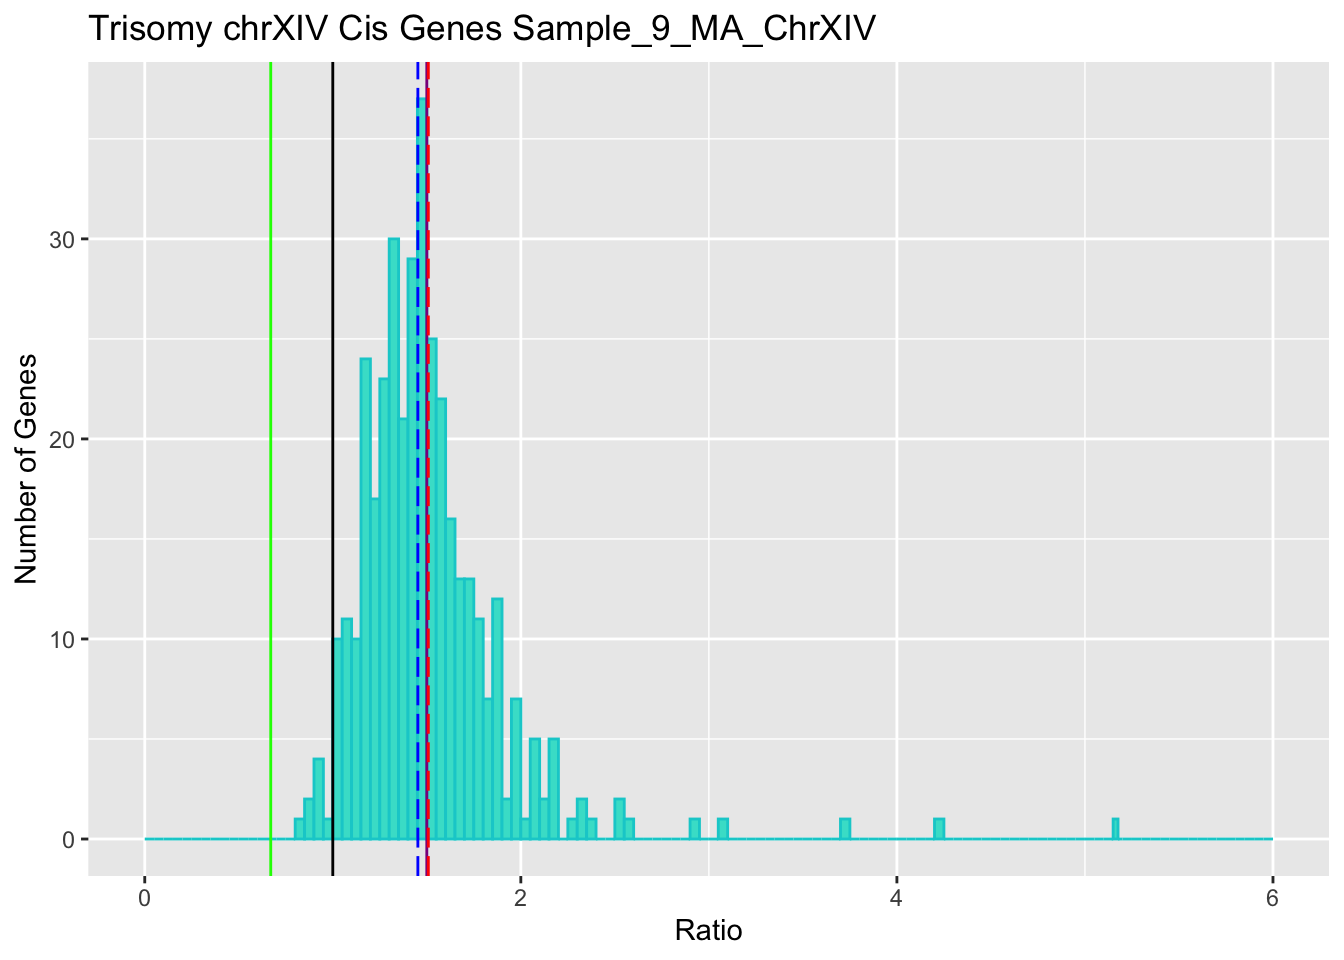 Trisomy chrXIV Cis Genes Sample_9_MA_ChrXIV
Number of Genes
30
20
10
0
0 2 4 6
Ratio